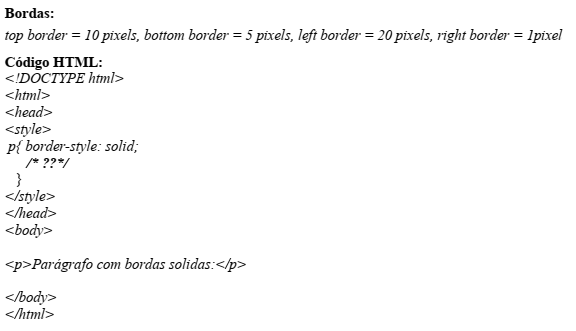 Bordas:
top border = 10 pixels, bottom border = 5 pixels, left border = 20 pixels, right border = 1pixel
Código HTML:
<!DOCTYPE html>
<html>
<head>
<style>
p{ border-style: solid;
/* ??*/
}
</style>
</head>
<body>
<p>Parágrafo com bordas solidas:</p>
</body>
</html>